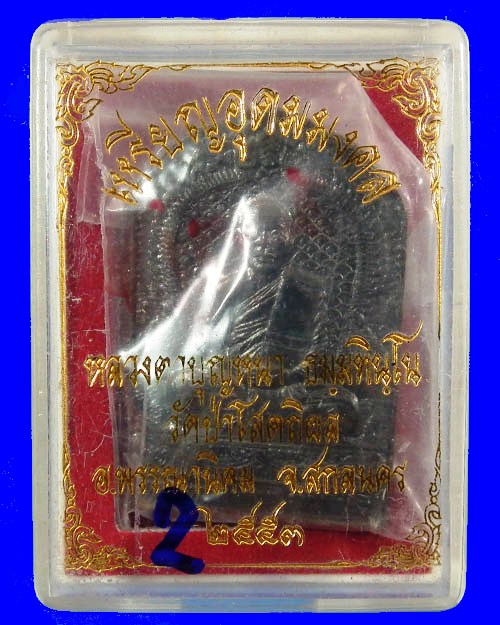 เหรียญอุดมมงคล
หลวงตาบุญหนา ธมฺมทินฺโน
วัดป่าโสตถิผล
อ.พรรณานิคม จ.สกลนคร
๒๕๕๓
2